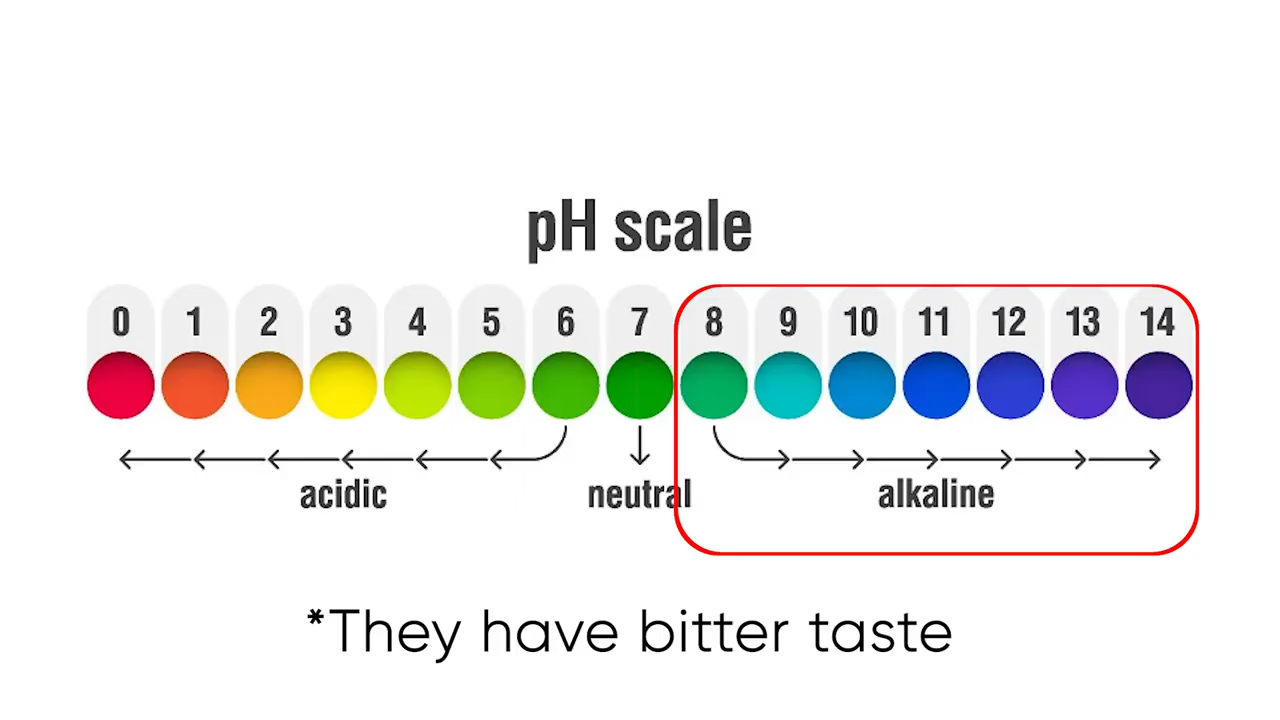 pH scale
0 1 2 3 4 5 6 7 8 9 10 11 12 13 14
acidic neutral alkaline
*They have bitter taste